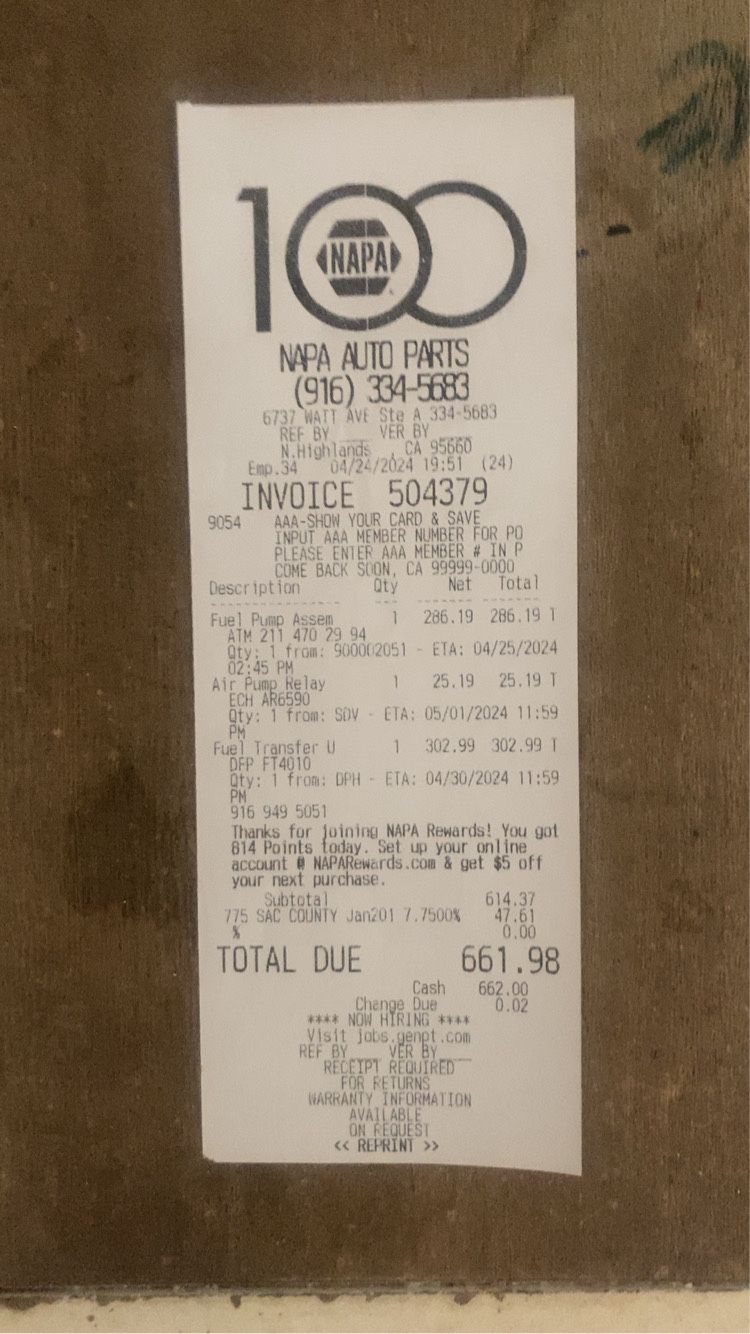 100
NAPA
NAPA AUTO PARTS
(916) 334-5683
6737 WATT AVE Ste A 334-5683
REF BY ___ VER BY ___
N.Highlands , CA 95660
Emp.34 04/24/2024 19:51 (24)
INVOICE 504379
9054 AAA-SHOW YOUR CARD & SAVE
INPUT AAA MEMBER NUMBER FOR PO
PLEASE ENTER AAA MEMBER # IN P
COME BACK SOON, CA 99999-0000
Description Qty Net Total
Fuel Pump Assem 1 286.19 286.19 T
ATM 211 470 29 94
Qty: 1 from: 900002051 - ETA: 04/25/2024
02:45 PM
Air Pump Relay 1 25.19 25.19 T
ECH AR6590
Qty: 1 from: SDV - ETA: 05/01/2024 11:59
PM
Fuel Transfer U 1 302.99 302.99 T
DFP FT4010
Qty: 1 from: DPH - ETA: 04/30/2024 11:59
PM
916 949 5051
Thanks for joining NAPA Rewards! You got
614 Points today. Set up your online
account @ NAPARewards.com & get $5 off
your next purchase.
Subtotal 614.37
775 SAC COUNTY Jan201 7.7500% 47.61
% 0.00
TOTAL DUE 661.98
Cash 662.00
Change Due 0.02
**** NOW HIRING ****
Visit jobs.genpt.com
REF BY ___ VER BY ___
RECEIPT REQUIRED
FOR RETURNS
WARRANTY INFORMATION
AVAILABLE
ON REQUEST
<< REPRINT >>